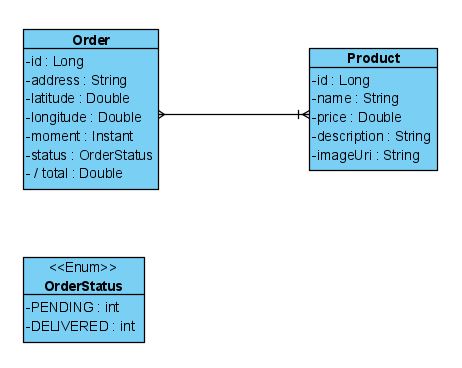 Order
-id : Long
-address : String
-latitude : Double
-longitude : Double
-moment : Instant
-status : OrderStatus
- / total : Double
Product
-id : Long
-name : String
-price : Double
-description : String
-imageUri : String
<<Enum>>
OrderStatus
-PENDING : int
-DELIVERED : int